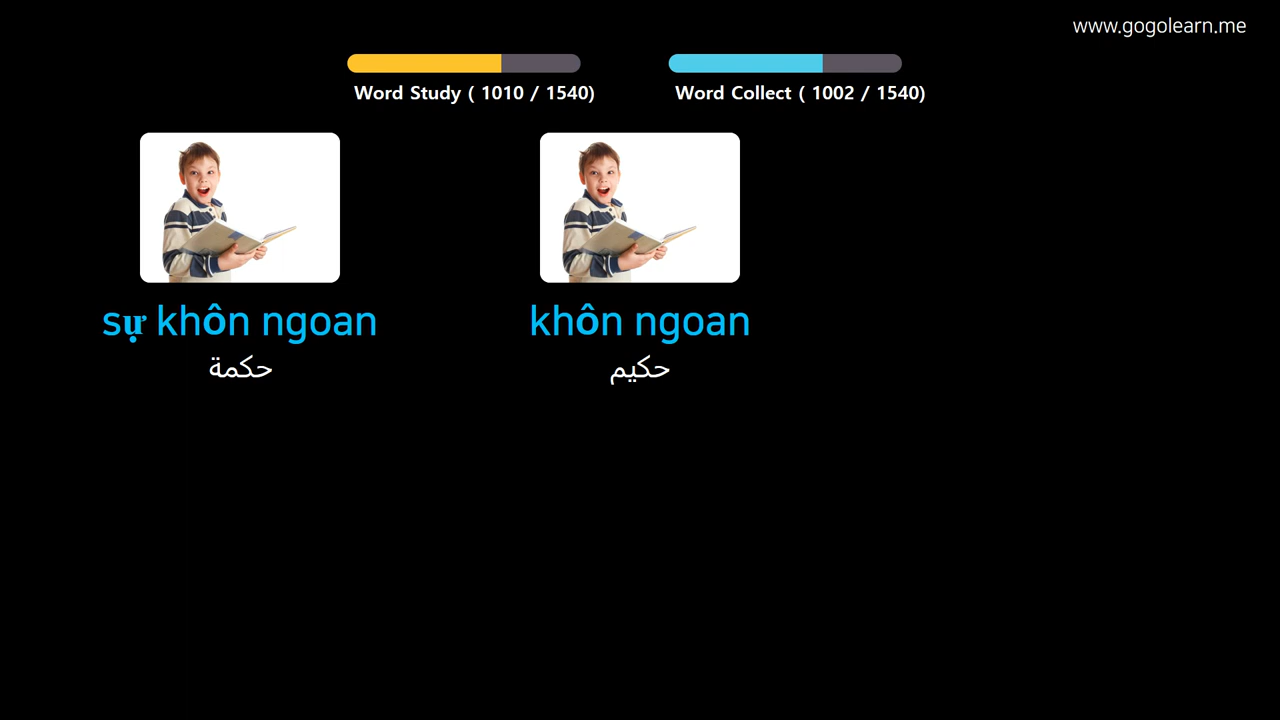 www.gogolearn.me
Word Study ( 1010 / 1540)
Word Collect ( 1002 / 1540)
sự khôn ngoan
حكمة
khôn ngoan
حكيم